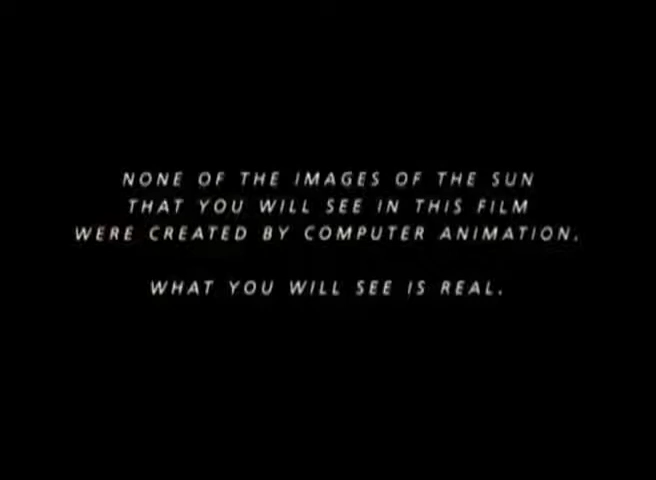 NONE OF THE IMAGES OF THE SUN
THAT YOU WILL SEE IN THIS FILM
WERE CREATED BY COMPUTER ANIMATION.
WHAT YOU WILL SEE IS REAL.